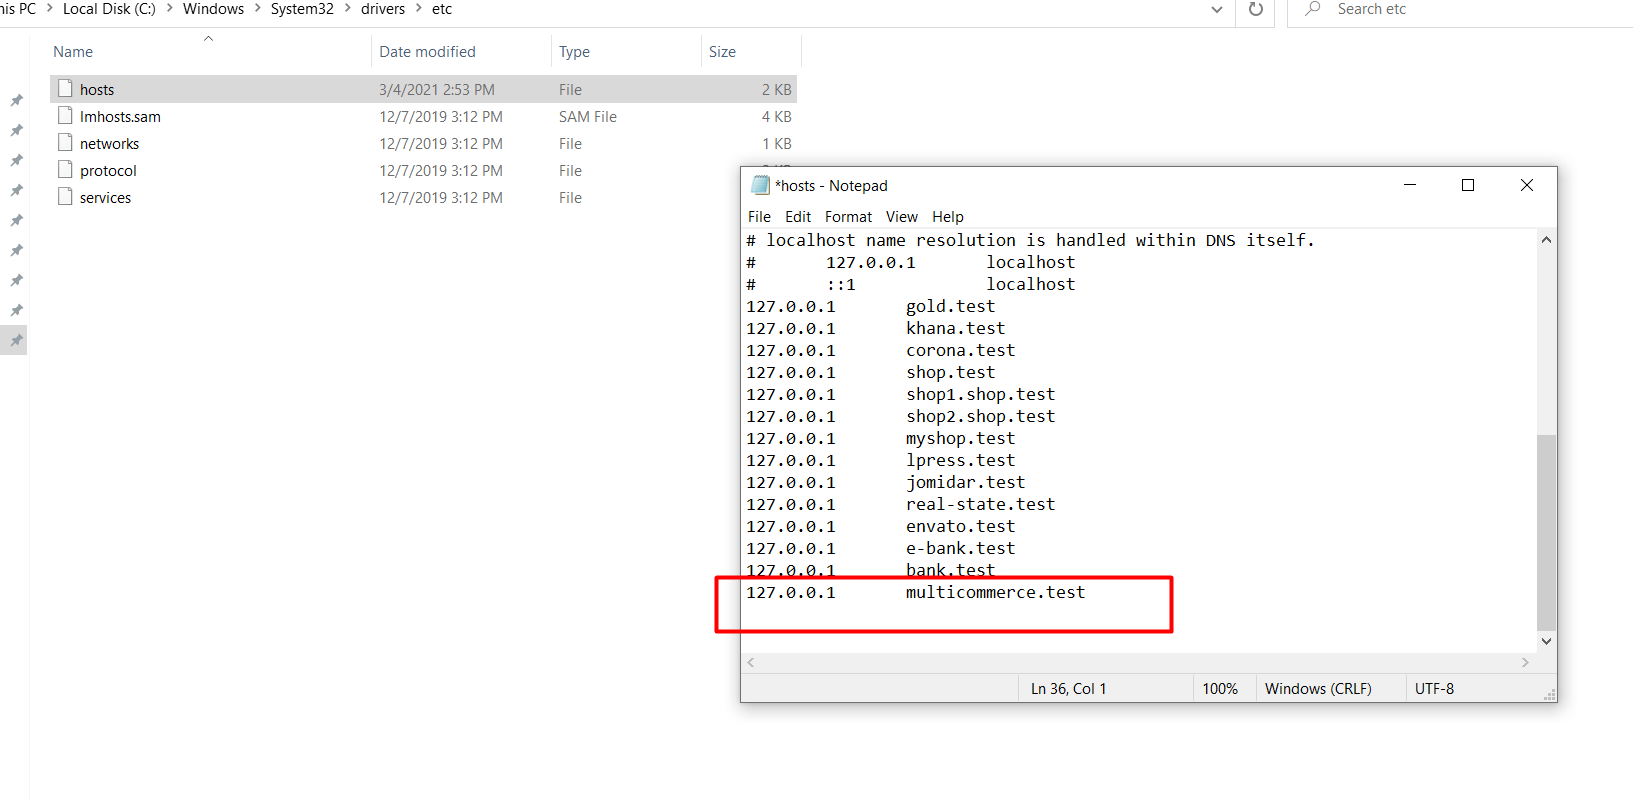 his PC > Local Disk (C:) > Windows > System32 > drivers > etc
Search etc
Name Date modified Type Size
hosts 3/4/2021 2:53 PM File 2 KB
lmhosts.sam 12/7/2019 3:12 PM SAM File 4 KB
networks 12/7/2019 3:12 PM File 1 KB
protocol 12/7/2019 3:12 PM File
services 12/7/2019 3:12 PM File
*hosts - Notepad
File Edit Format View Help
# localhost name resolution is handled within DNS itself.
# 127.0.0.1 localhost
# ::1 localhost
127.0.0.1 gold.test
127.0.0.1 khana.test
127.0.0.1 corona.test
127.0.0.1 shop.test
127.0.0.1 shop1.shop.test
127.0.0.1 shop2.shop.test
127.0.0.1 myshop.test
127.0.0.1 lpress.test
127.0.0.1 jomidar.test
127.0.0.1 real-state.test
127.0.0.1 envato.test
127.0.0.1 e-bank.test
127.0.0.1 bank.test
127.0.0.1 multicommerce.test
Ln 36, Col 1 100% Windows (CRLF) UTF-8